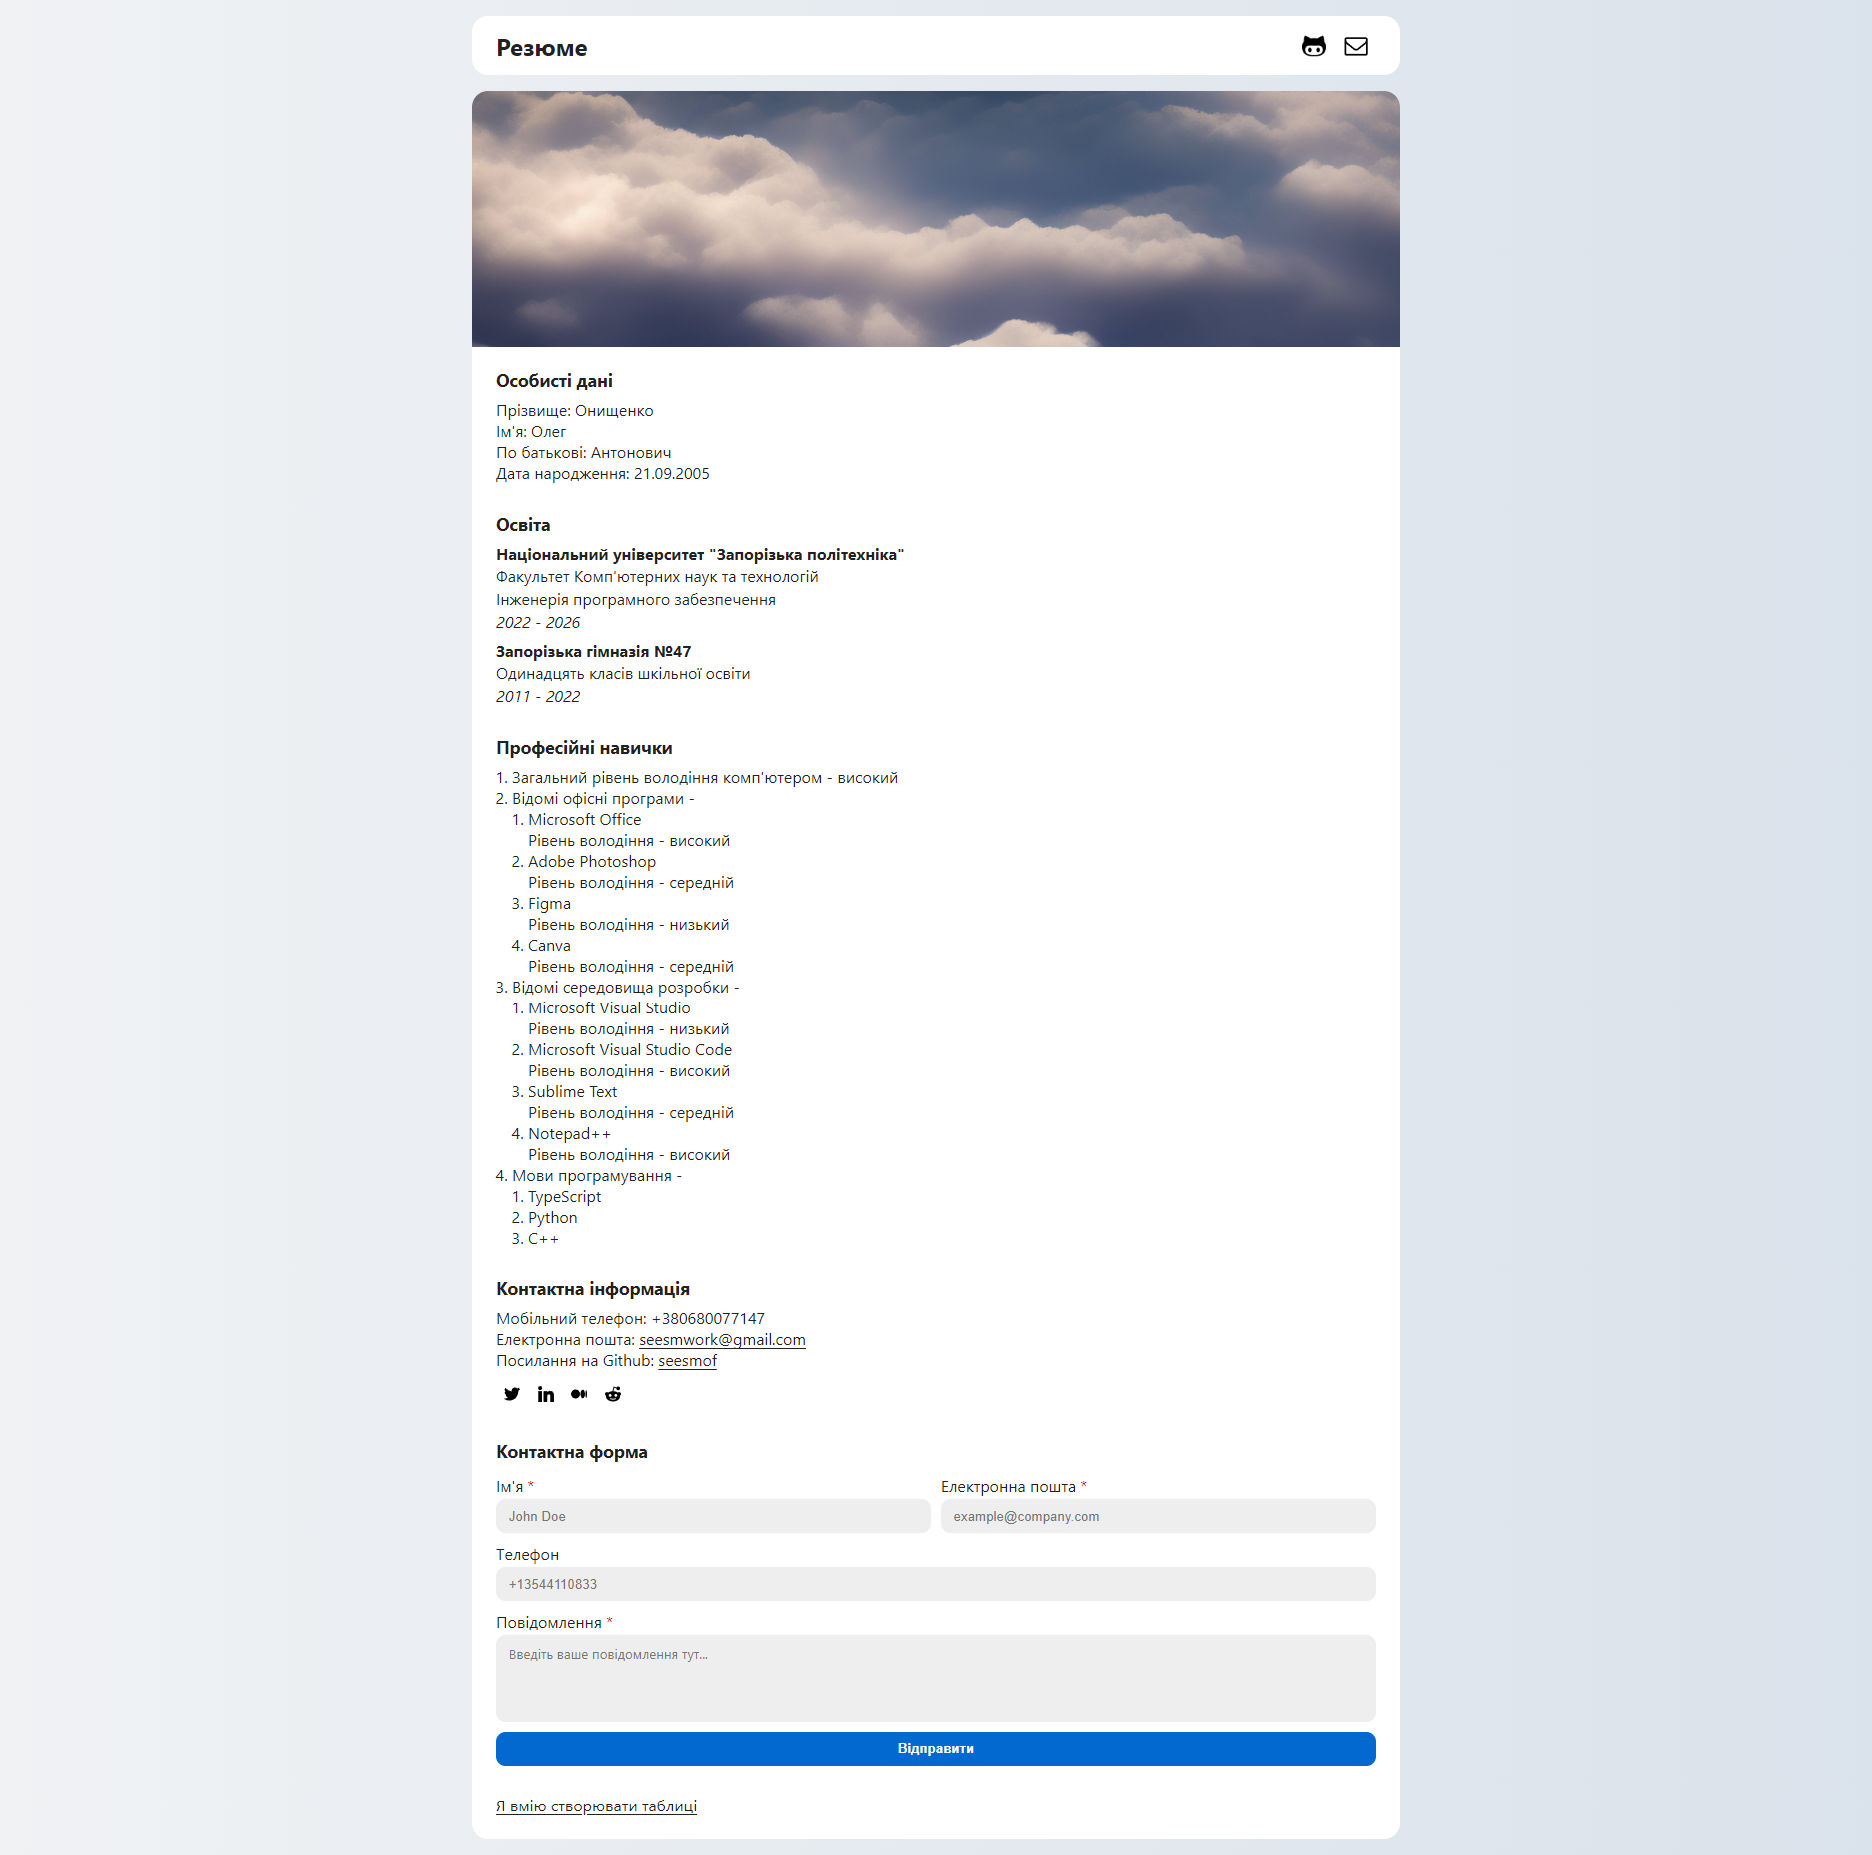 Резюме
Особисті дані
Прізвище: Онищенко
Ім'я: Олег
По батькові: Антонович
Дата народження: 21.09.2005
Освіта
Національний університет "Запорізька політехніка"
Факультет Комп'ютерних наук та технологій
Інженерія програмного забезпечення
2022 - 2026
Запорізька гімназія №47
Одинадцять класів шкільної освіти
2011 - 2022
Професійні навички
1. Загальний рівень володіння комп'ютером - високий
2. Відомі офісні програми -
1. Microsoft Office
Рівень володіння - високий
2. Adobe Photoshop
Рівень володіння - середній
3. Figma
Рівень володіння - низький
4. Canva
Рівень володіння - середній
3. Відомі середовища розробки -
1. Microsoft Visual Studio
Рівень володіння - низький
2. Microsoft Visual Studio Code
Рівень володіння - високий
3. Sublime Text
Рівень володіння - середній
4. Notepad++
Рівень володіння - високий
4. Мови програмування -
1. TypeScript
2. Python
3. C++
Контактна інформація
Мобільний телефон: +380680077147
Електронна пошта: seesmwork@gmail.com
Посилання на Github: seesmof
Контактна форма
Ім'я * Електронна пошта *
John Doe example@company.com
Телефон
+13544110833
Повідомлення *
Введіть ваше повідомлення тут...
Відправити
Я вмію створювати таблиці